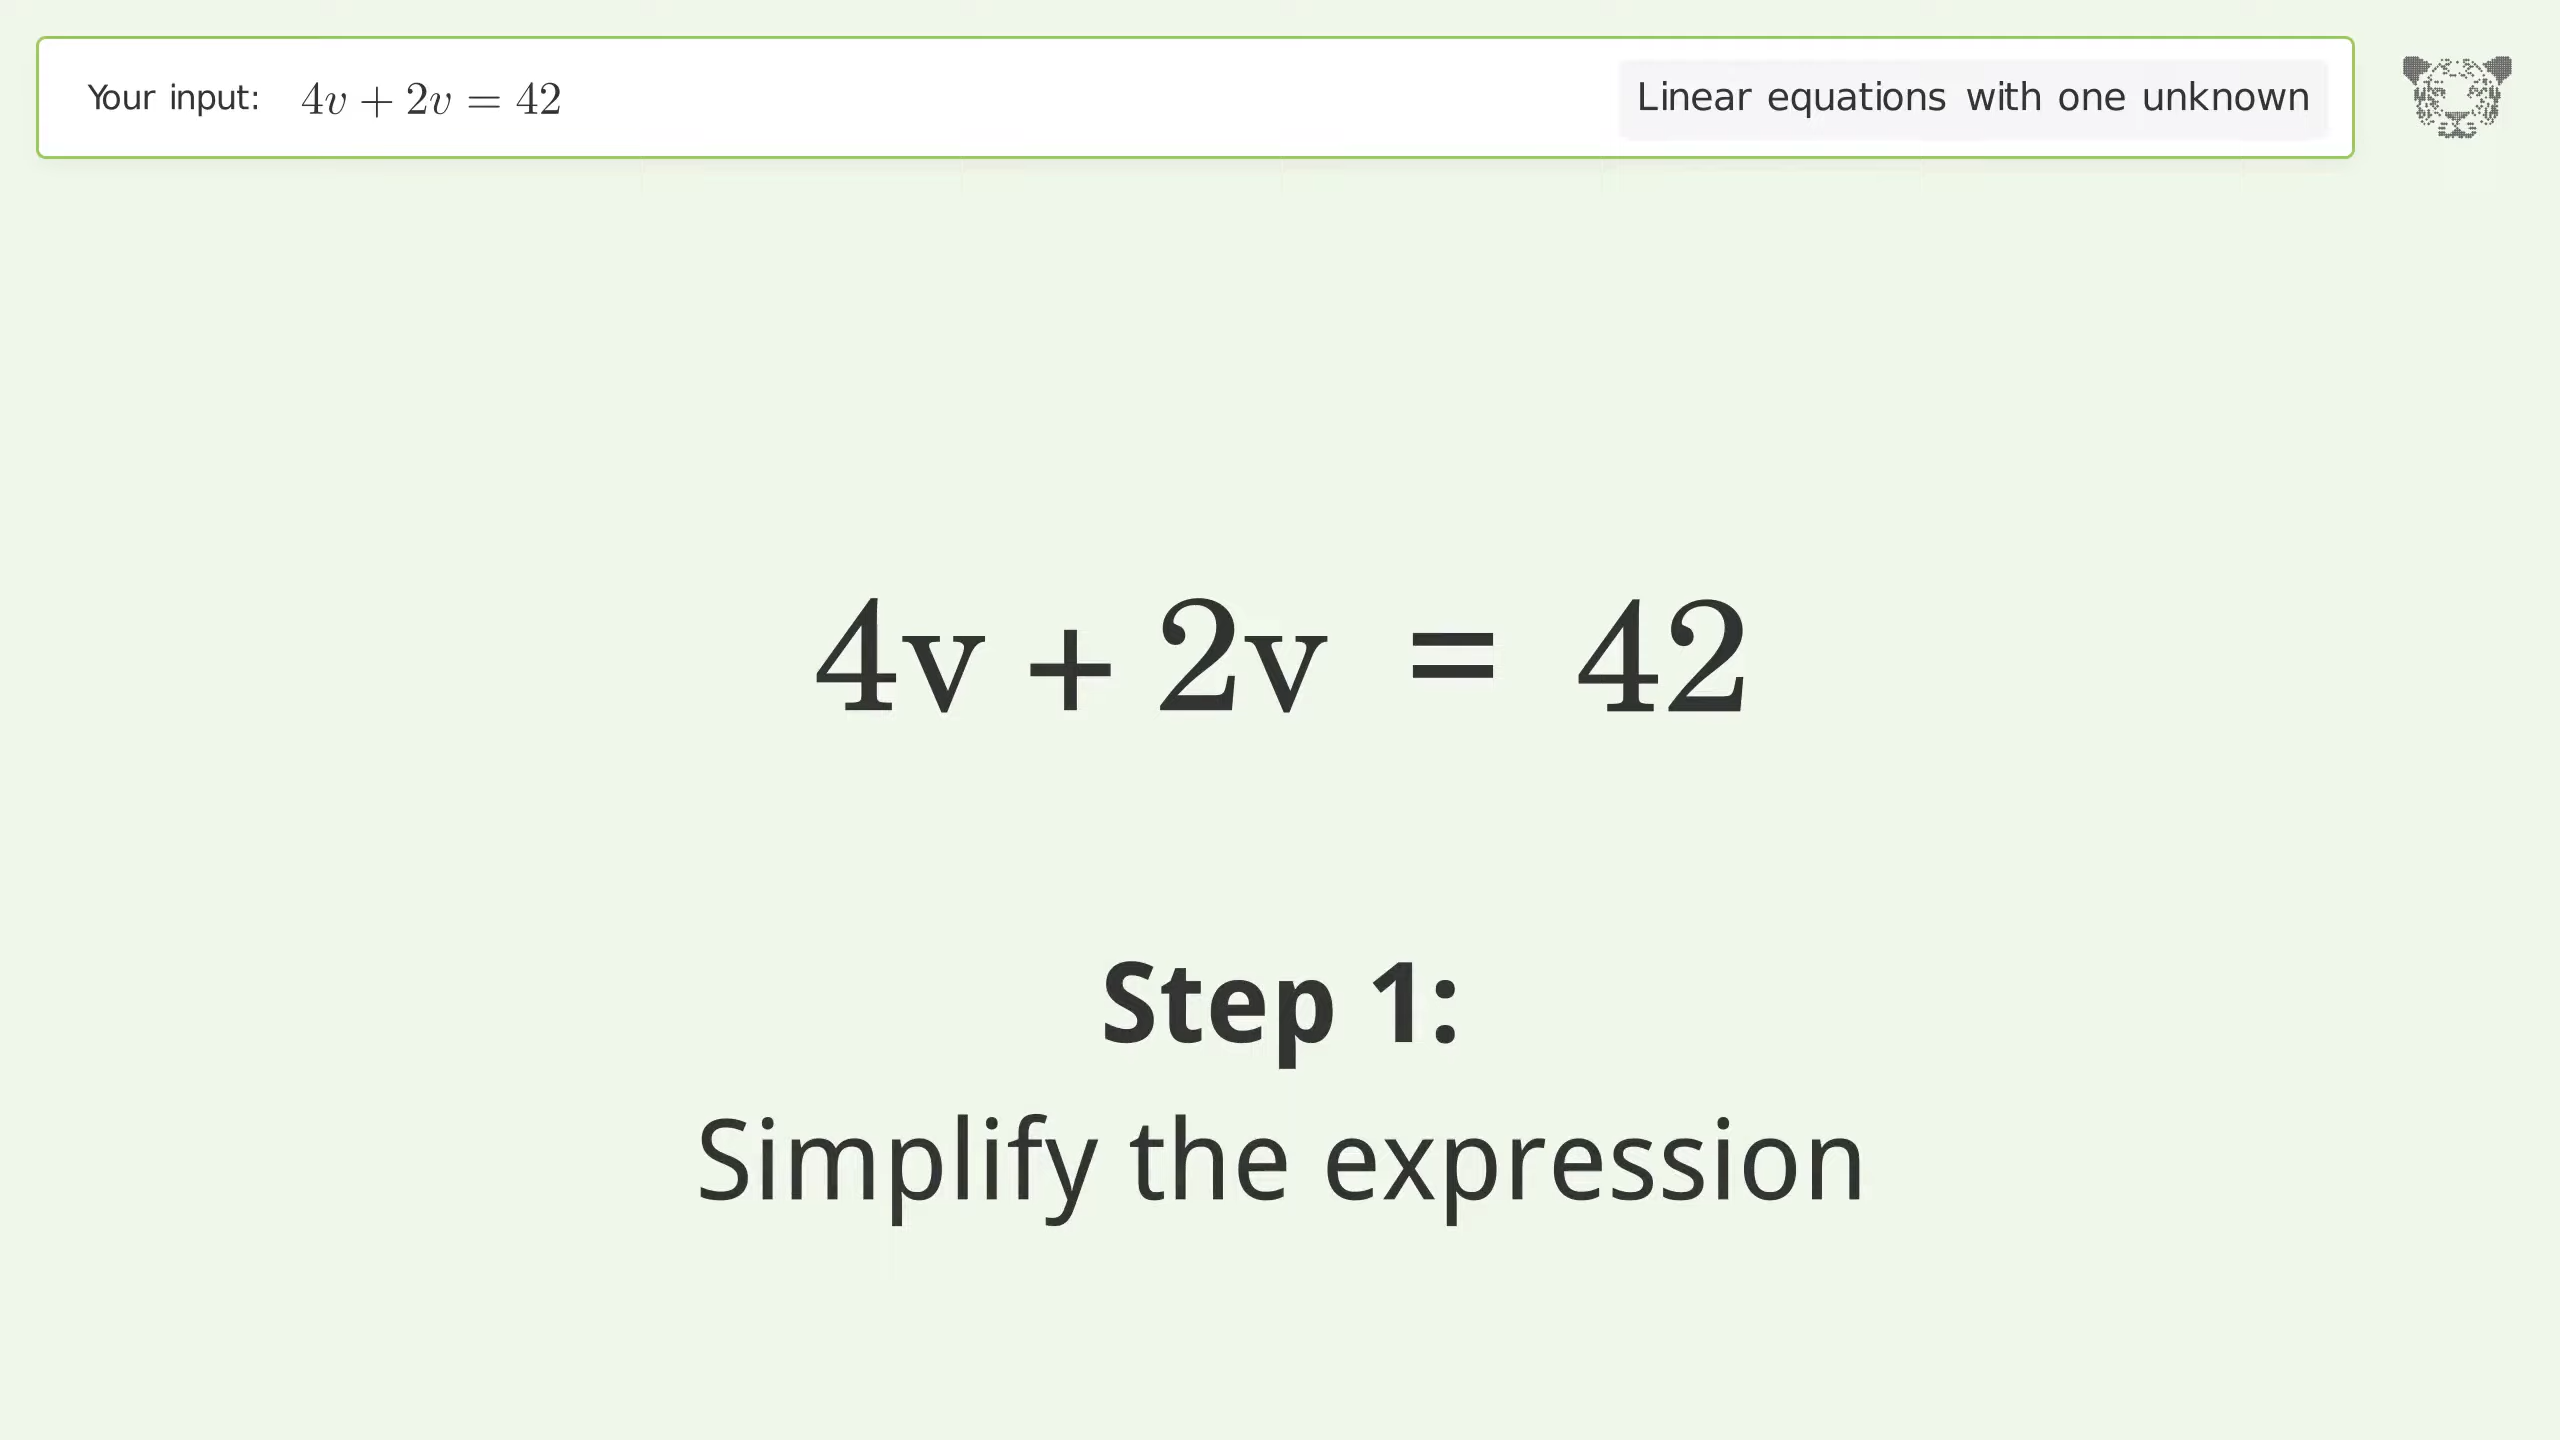 Your input: 4v + 2v = 42 Linear equations with one unknown
4v + 2v = 42
Step 1:
Simplify the expression